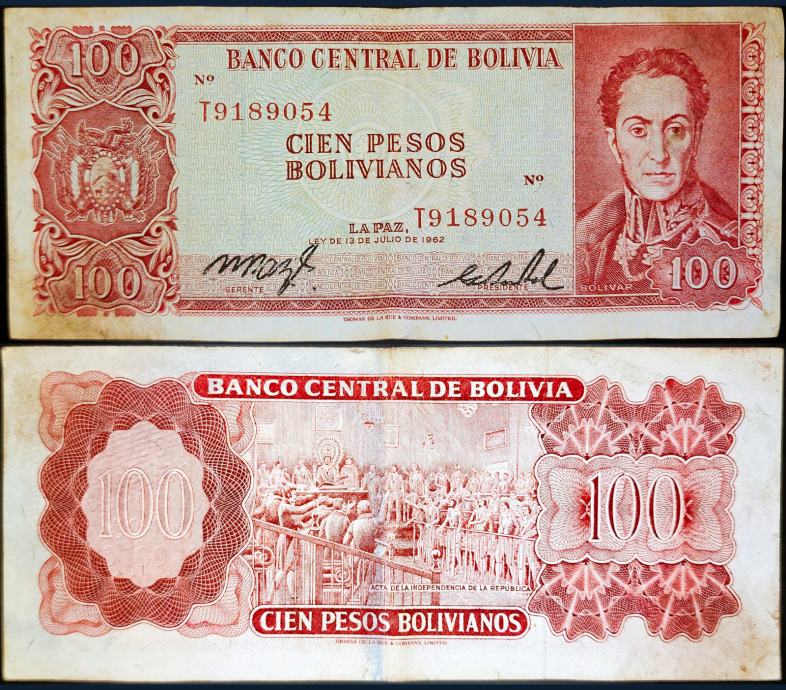 100
BANCO CENTRAL DE BOLIVIA
Nº
T9189054
CIEN PESOS
BOLIVIANOS
Nº
T9189054
LA PAZ,
LEY DE 13 DE JULIO DE 1962
100
GERENTE
PRESIDENTE
BOLIVAR
100
THOMAS DE LA RUE & COMPANY, LIMITED.
BANCO CENTRAL DE BOLIVIA
100
100
ACTA DE LA INDEPENDENCIA DE LA REPUBLICA
CIEN PESOS BOLIVIANOS
THOMAS DE LA RUE & COMPANY, LIMITED.